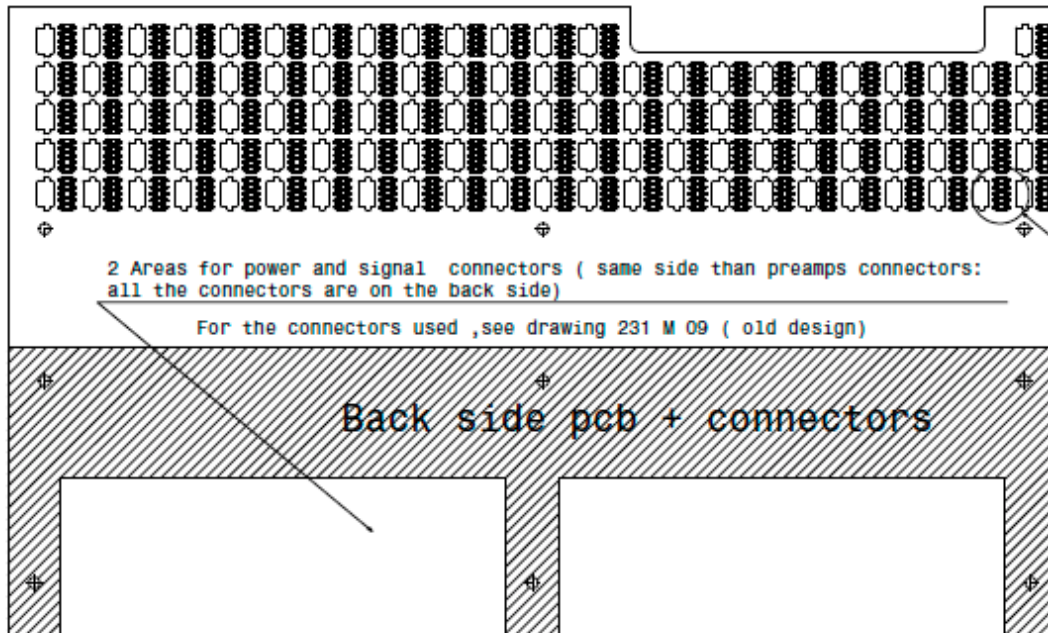 2 Areas for power and signal connectors ( same side than preamps connectors:
all the connectors are on the back side)
For the connectors used ,see drawing 231 M 09 ( old design)
Back side pcb + connectors